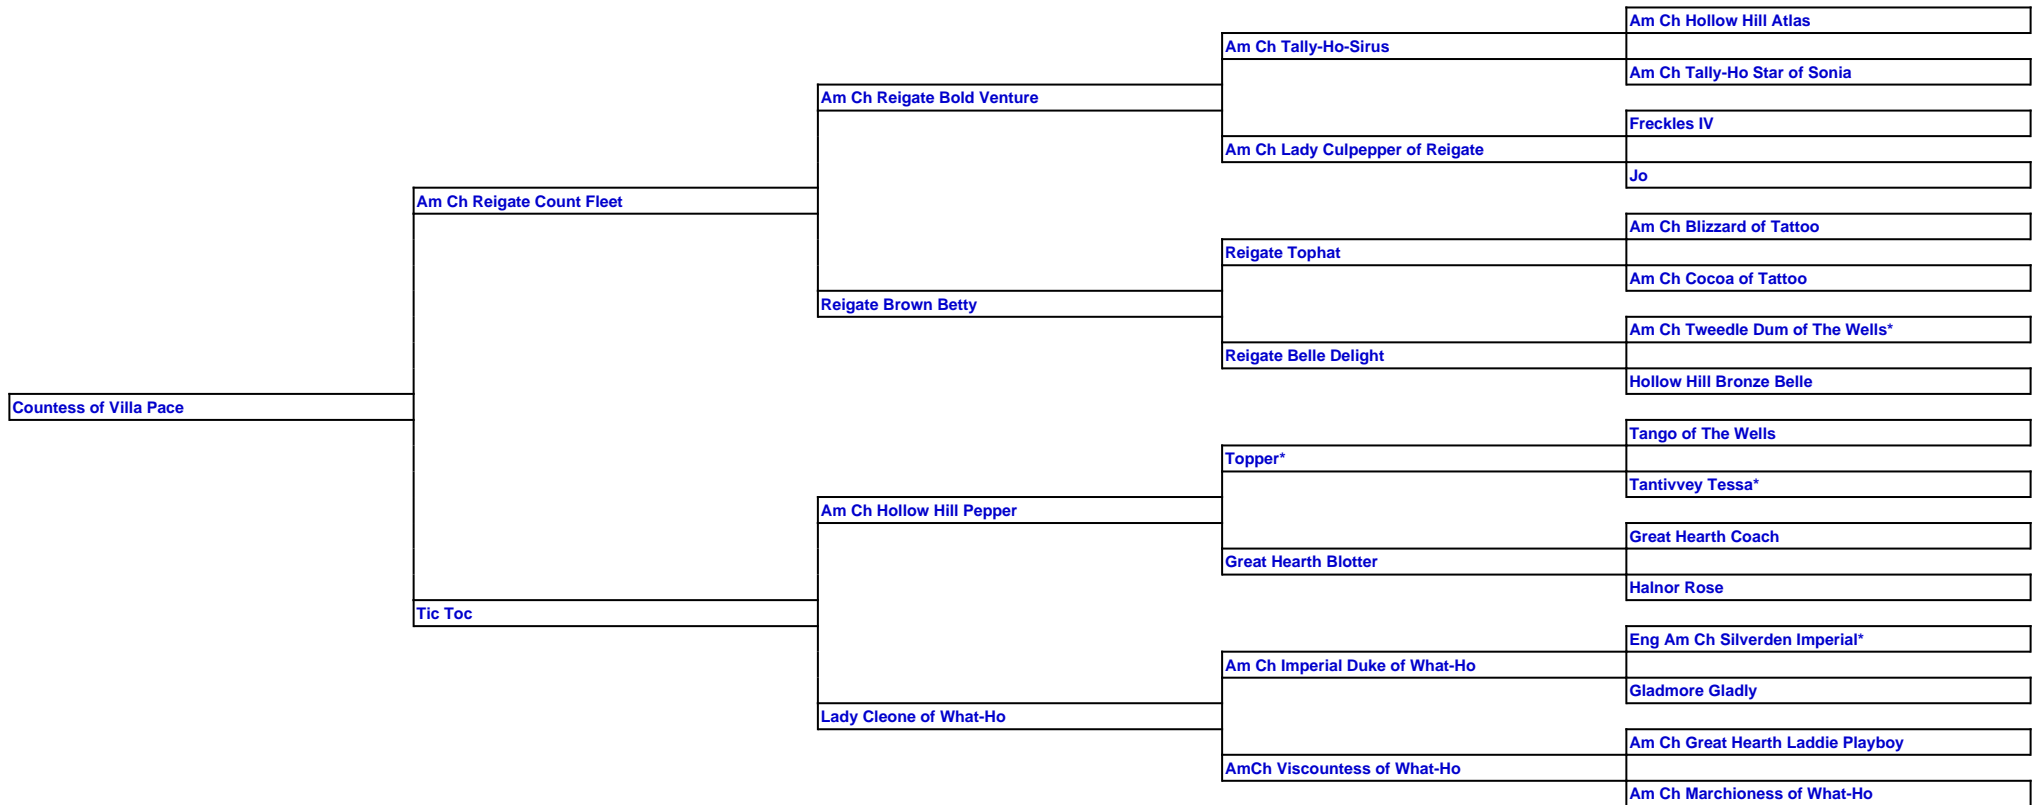 Am Ch Hollow Hill Atlas
Am Ch Tally-Ho-Sirus
Am Ch Tally-Ho Star of Sonia
Am Ch Reigate Bold Venture
Freckles IV
Am Ch Lady Culpepper of Reigate
Jo
Am Ch Reigate Count Fleet
Am Ch Blizzard of Tattoo
Reigate Tophat
Am Ch Cocoa of Tattoo
Reigate Brown Betty
Am Ch Tweedle Dum of The Wells*
Reigate Belle Delight
Hollow Hill Bronze Belle
Countess of Villa Pace
Tango of The Wells
Topper*
Tantivvey Tessa*
Am Ch Hollow Hill Pepper
Great Hearth Coach
Great Hearth Blotter
Halnor Rose
Tic Toc
Eng Am Ch Silverden Imperial*
Am Ch Imperial Duke of What-Ho
Gladmore Gladly
Lady Cleone of What-Ho
Am Ch Great Hearth Laddie Playboy
AmCh Viscountess of What-Ho
Am Ch Marchioness of What-Ho